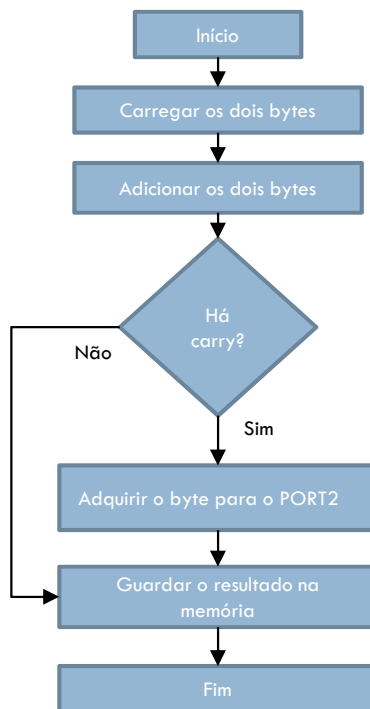 Início
Carregar os dois bytes
Adicionar os dois bytes
Há
carry?
Não
Sim
Adquirir o byte para o PORT2
Guardar o resultado na
memória
Fim